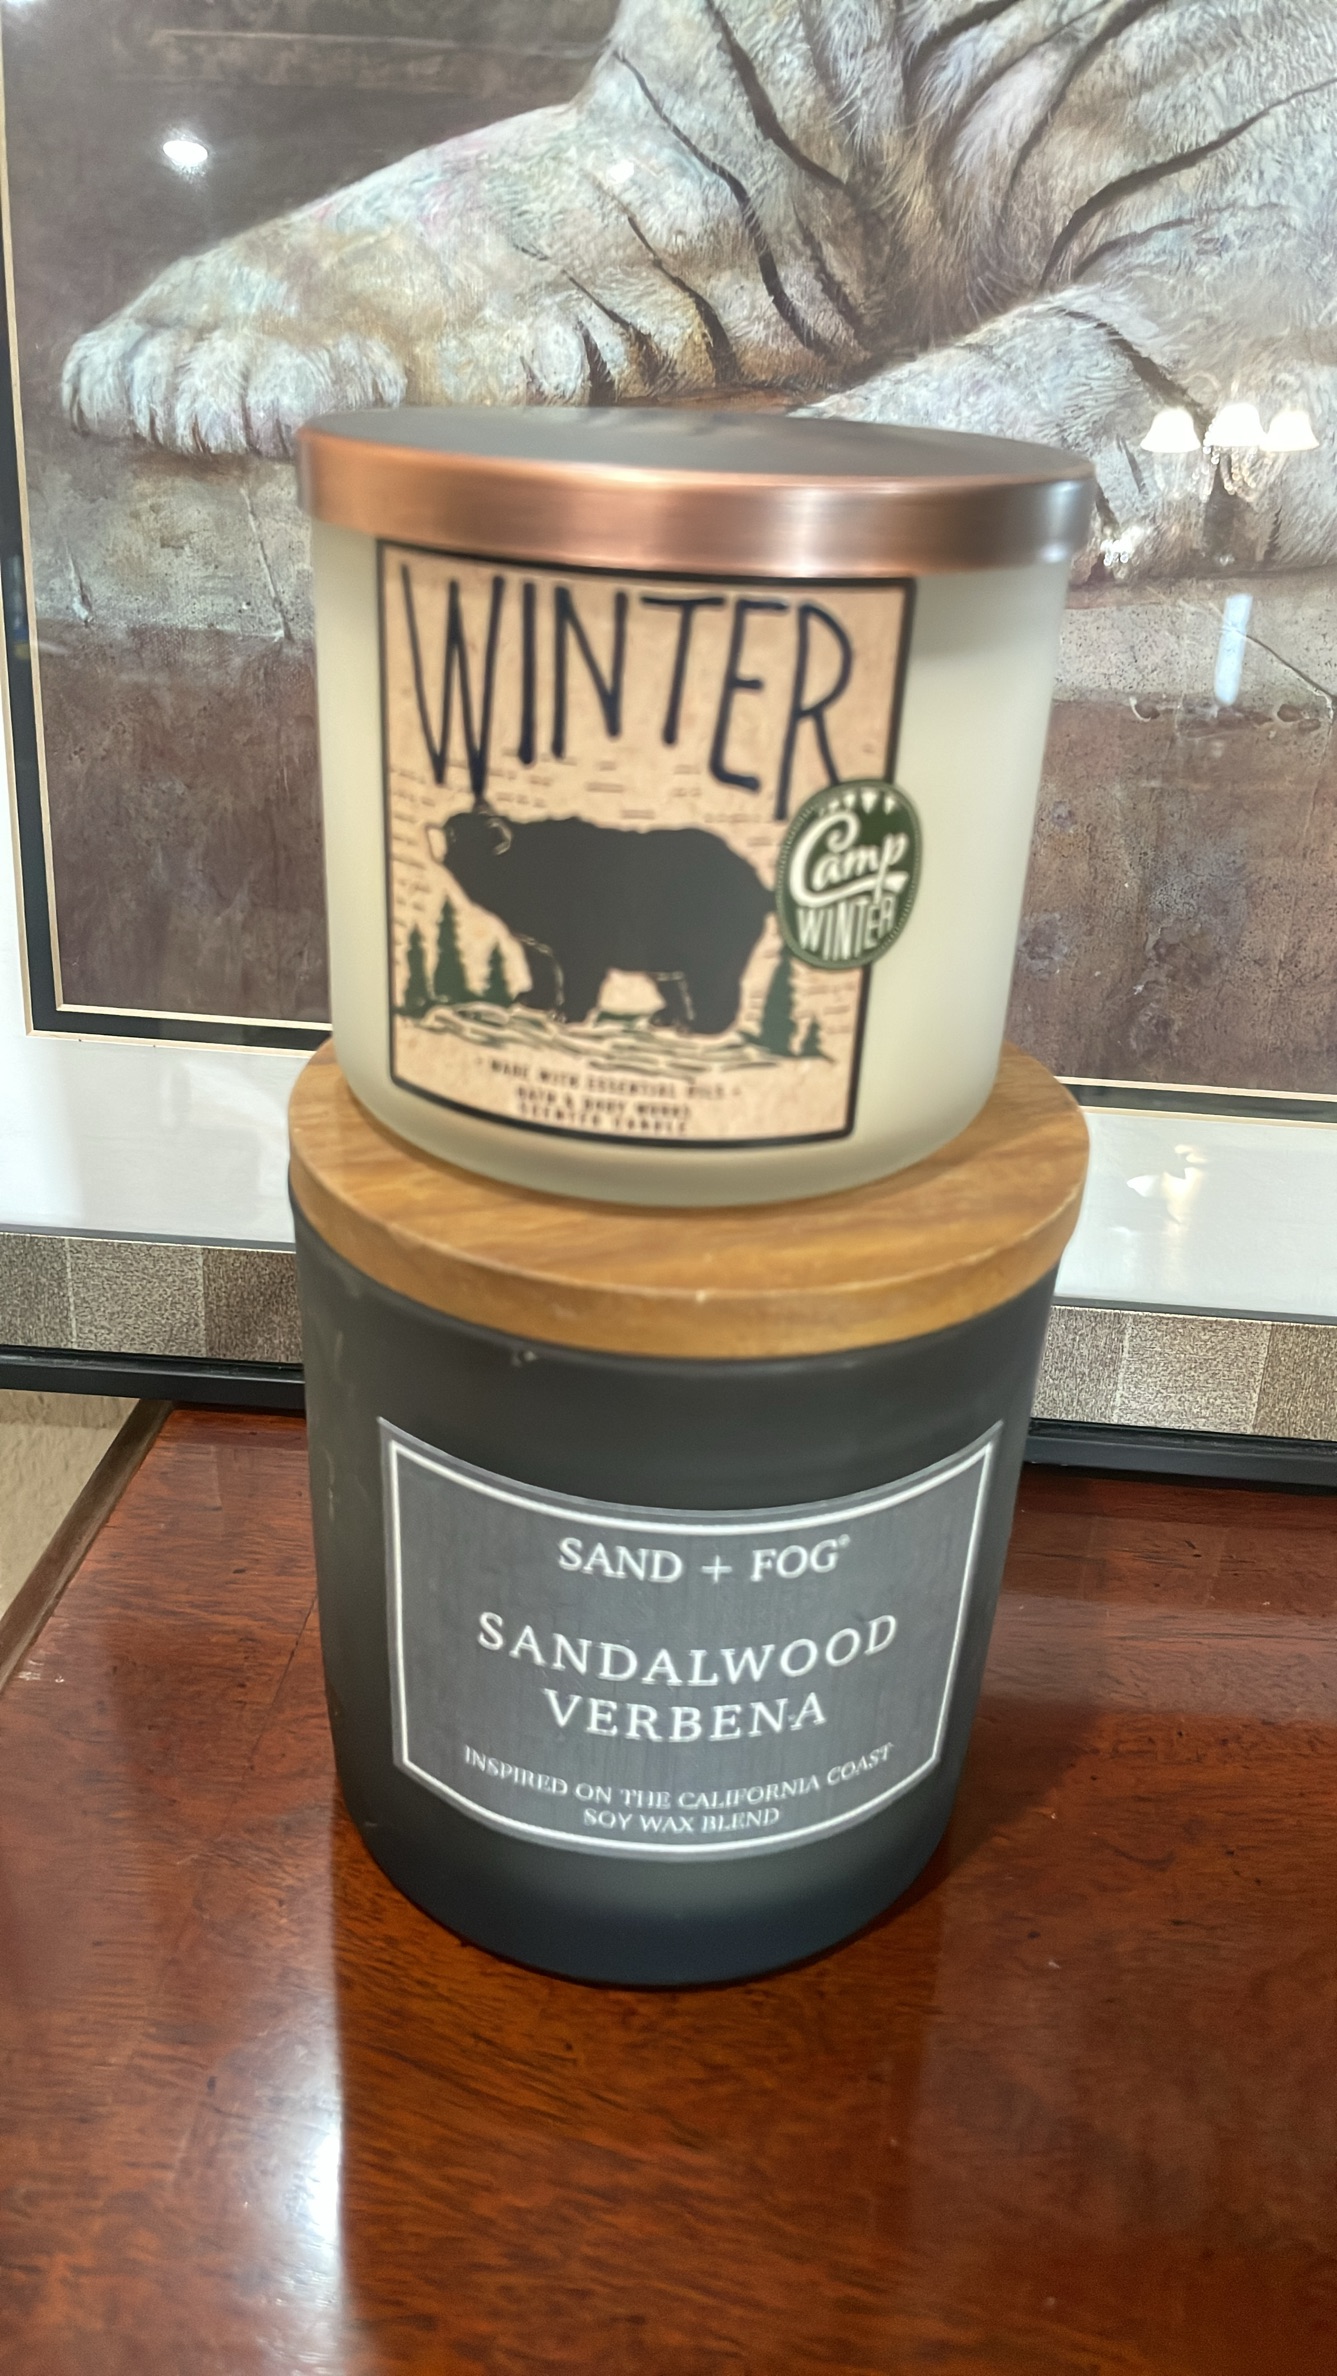 WINTER
Camp
WINTER
• MADE WITH ESSENTIAL OILS •
BATH & BODY WORKS
SCENTED CANDLE
SAND + FOG®
SANDALWOOD
VERBENA
INSPIRED ON THE CALIFORNIA COAST
SOY WAX BLEND